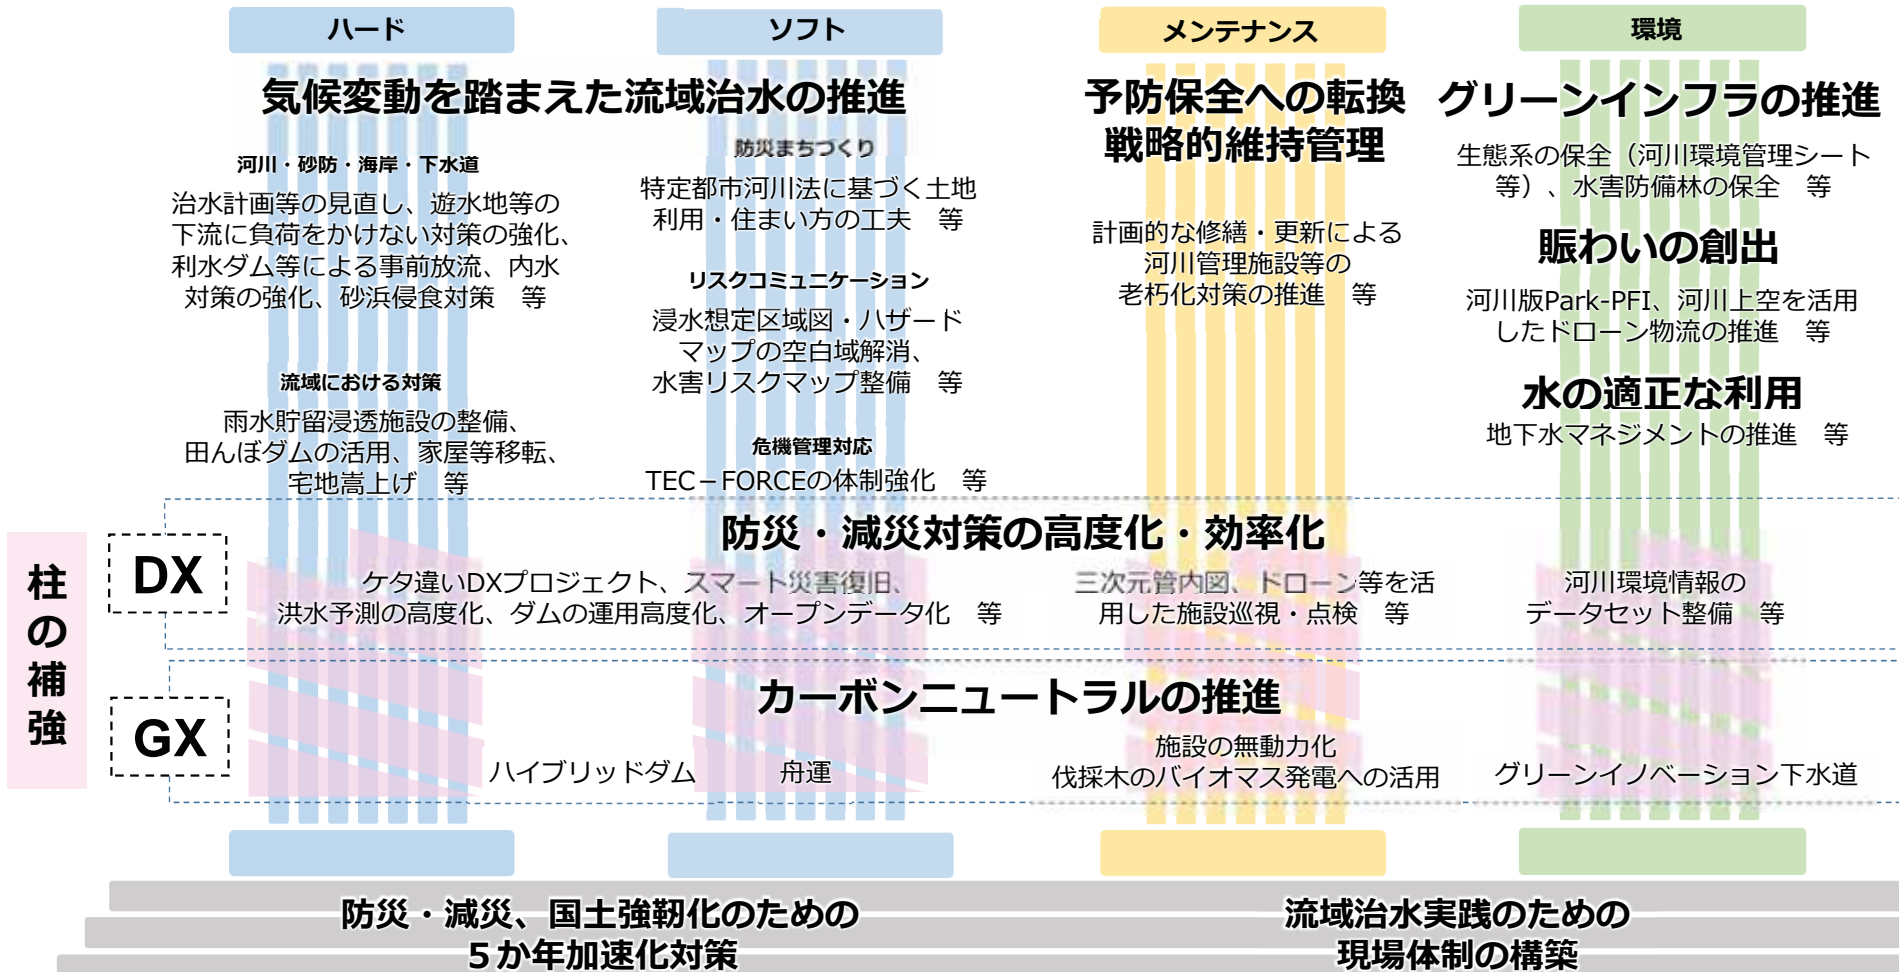 ハード
ソフト
メンテナンス
環境
気候変動を踏まえた流域治水の推進
河川・砂防・海岸・下水道
治水計画等の見直し、遊水地等の
下流に負荷をかけない対策の強化、
利水ダム等による事前放流、内水
対策の強化、砂浜侵食対策　等
流域における対策
雨水貯留浸透施設の整備、
田んぼダムの活用、家屋等移転、
宅地嵩上げ　等
防災まちづくり
特定都市河川法に基づく土地
利用・住まい方の工夫　等
リスクコミュニケーション
浸水想定区域図・ハザード
マップの空白域解消、
水害リスクマップ整備　等
危機管理対応
TEC－FORCEの体制強化　等
予防保全への転換
戦略的維持管理
計画的な修繕・更新による
河川管理施設等の
老朽化対策の推進　等
グリーンインフラの推進
生態系の保全（河川環境管理シート
等）、水害防備林の保全　等
賑わいの創出
河川版Park-PFI、河川上空を活用
したドローン物流の推進　等
水の適正な利用
地下水マネジメントの推進　等
柱の補強
DX
防災・減災対策の高度化・効率化
ケタ違いDXプロジェクト、スマート災害復旧、
洪水予測の高度化、ダムの運用高度化、オープンデータ化　等
三次元管内図、ドローン等を活
用した施設巡視・点検　等
河川環境情報の
データセット整備　等
GX
カーボンニュートラルの推進
ハイブリッドダム
舟運
施設の無動力化
伐採木のバイオマス発電への活用
グリーンイノベーション下水道
防災・減災、国土強靭化のための
５か年加速化対策
流域治水実践のための
現場体制の構築